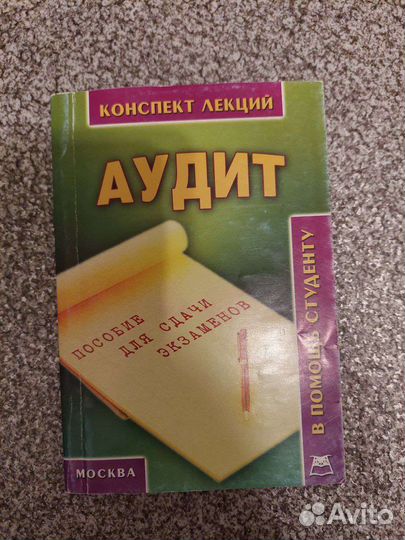 КОНСПЕКТ ЛЕКЦИЙ
АУДИТ
ПОСОБИЕ
ДЛЯ СДАЧИ
ЭКЗАМЕНОВ
В ПОМОЩЬ СТУДЕНТУ
МОСКВА
Avito